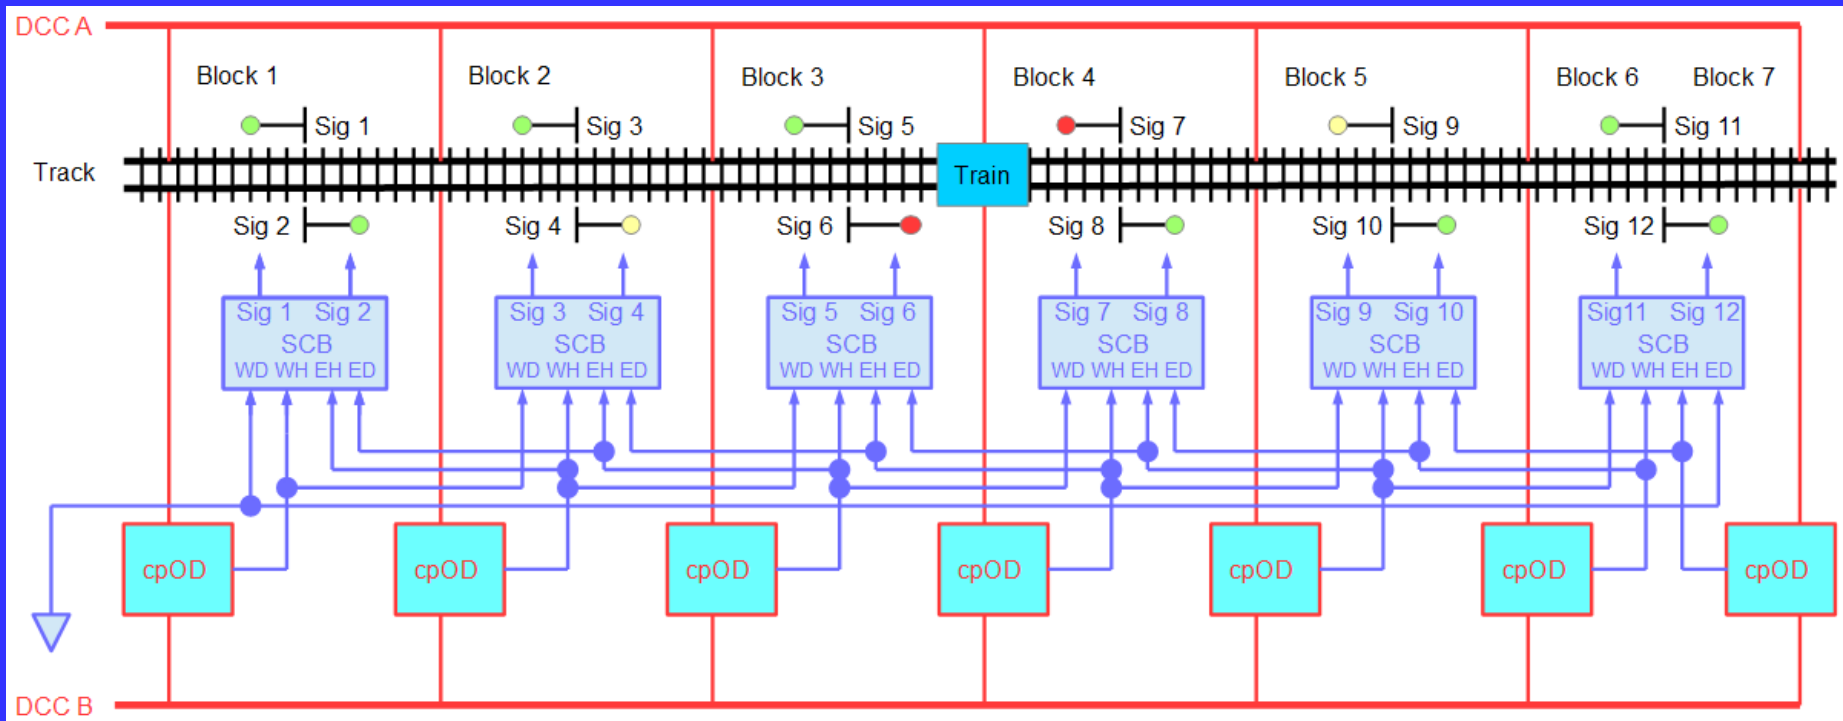 DCC A
Block 1 Block 2 Block 3 Block 4 Block 5 Block 6 Block 7
Sig 1 Sig 3 Sig 5 Sig 7 Sig 9 Sig 11
Track Train
Sig 2 Sig 4 Sig 6 Sig 8 Sig 10 Sig 12
Sig 1 Sig 2 Sig 3 Sig 4 Sig 5 Sig 6 Sig 7 Sig 8 Sig 9 Sig 10 Sig11 Sig 12
SCB SCB SCB SCB SCB SCB
WD WH EH ED WD WH EH ED WD WH EH ED WD WH EH ED WD WH EH ED WD WH EH ED
cpOD cpOD cpOD cpOD cpOD cpOD cpOD
DCC B